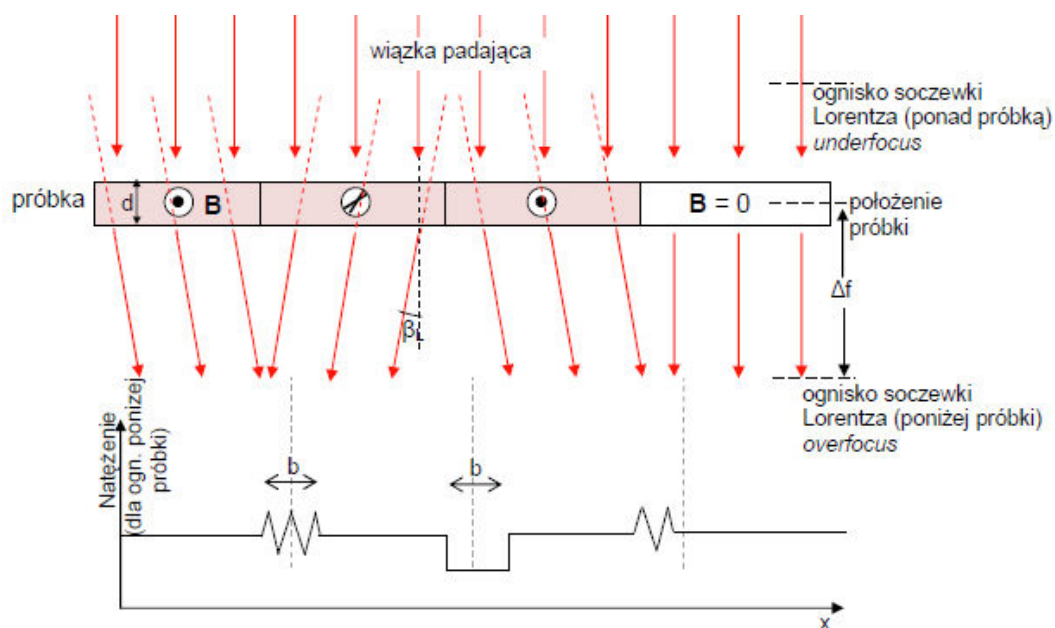 wiązka padająca
ognisko soczewki
Lorentza (ponad próbką)
underfocus
próbka
d
B
B = 0
położenie
próbki
Δf
βL
ognisko soczewki
Lorentza (poniżej próbki)
overfocus
Natężenie
(dla ogn. poniżej
próbki)
b
b
x